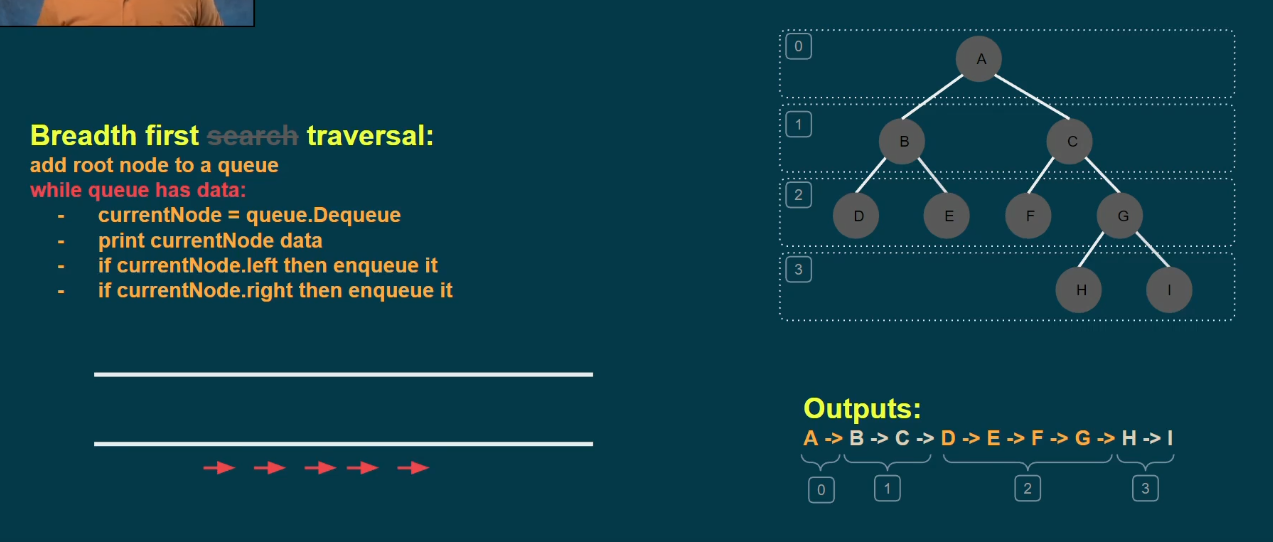 Breadth first search traversal:
add root node to a queue
while queue has data:
- currentNode = queue.Dequeue
- print currentNode data
- if currentNode.left then enqueue it
- if currentNode.right then enqueue it
0
A
1
B C
2
D E F G
3
H I
Outputs:
A -> B -> C -> D -> E -> F -> G -> H -> I
0 1 2 3